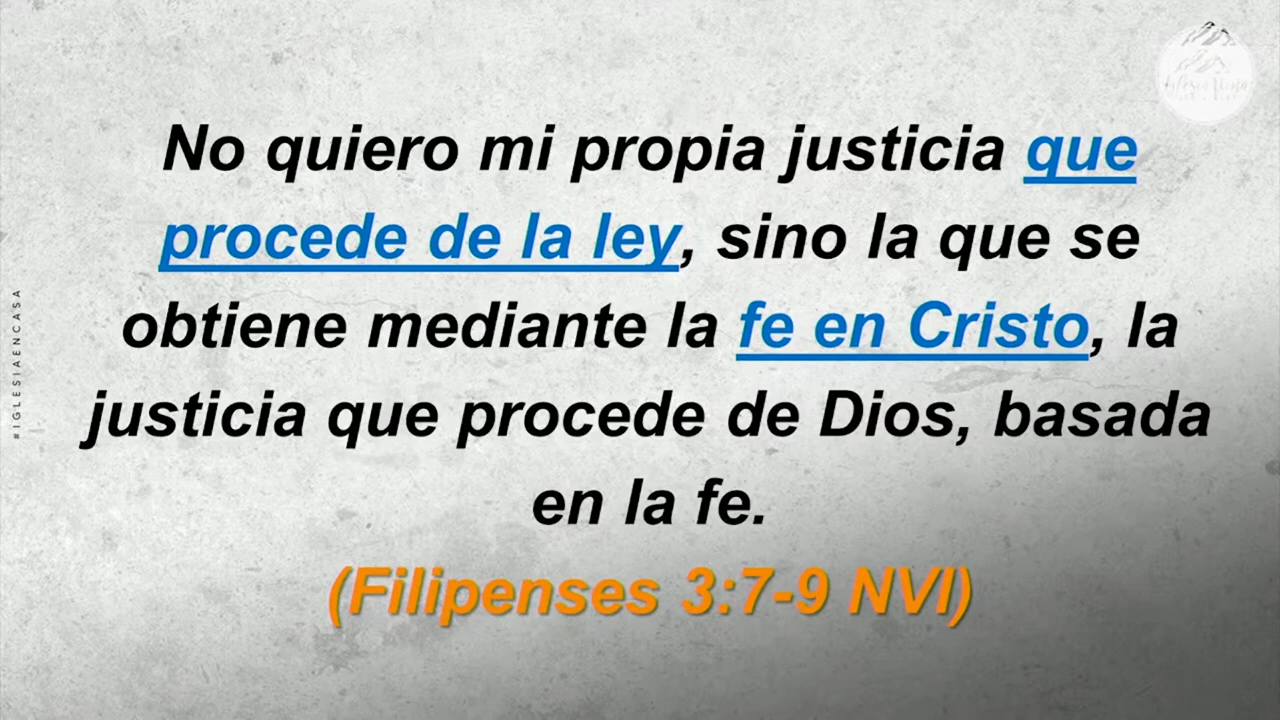 No quiero mi propia justicia que
procede de la ley, sino la que se
obtiene mediante la fe en Cristo, la
justicia que procede de Dios, basada
en la fe.
(Filipenses 3:7-9 NVI)
#IGLESIAENCASA